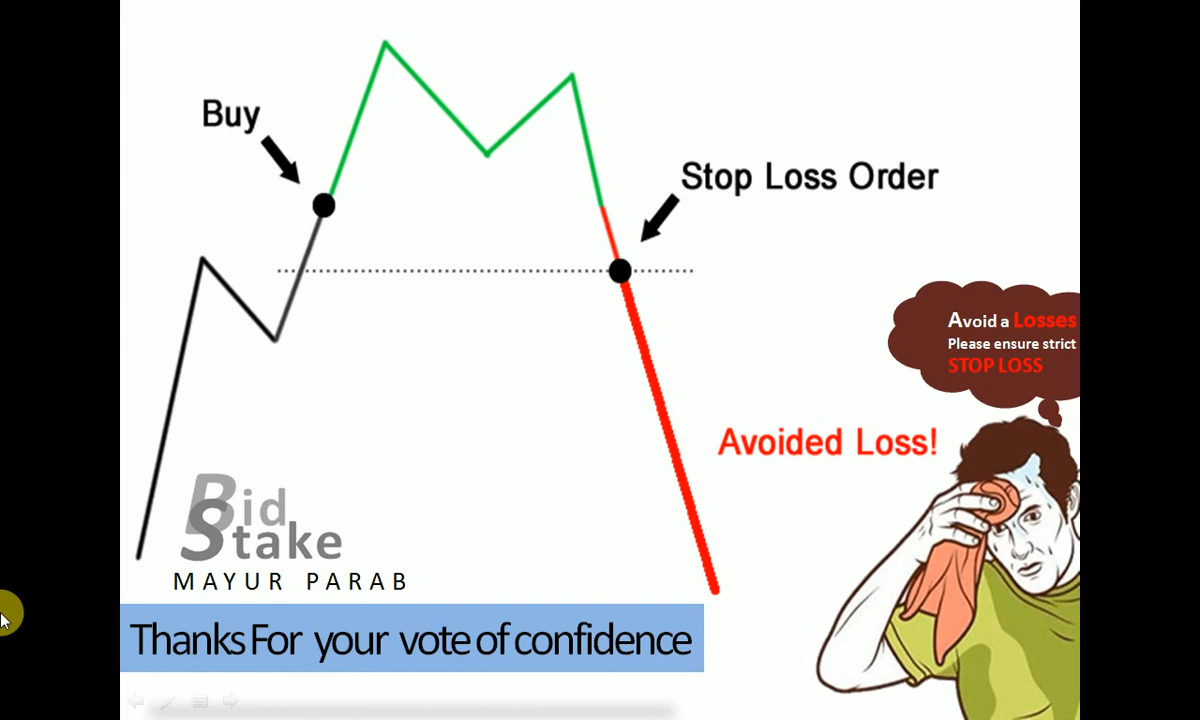 Buy
Stop Loss Order
Avoid a Losses
Please ensure strict
STOP LOSS
Avoided Loss!
Bid
Stake
MAYUR PARAB
Thanks For your vote of confidence